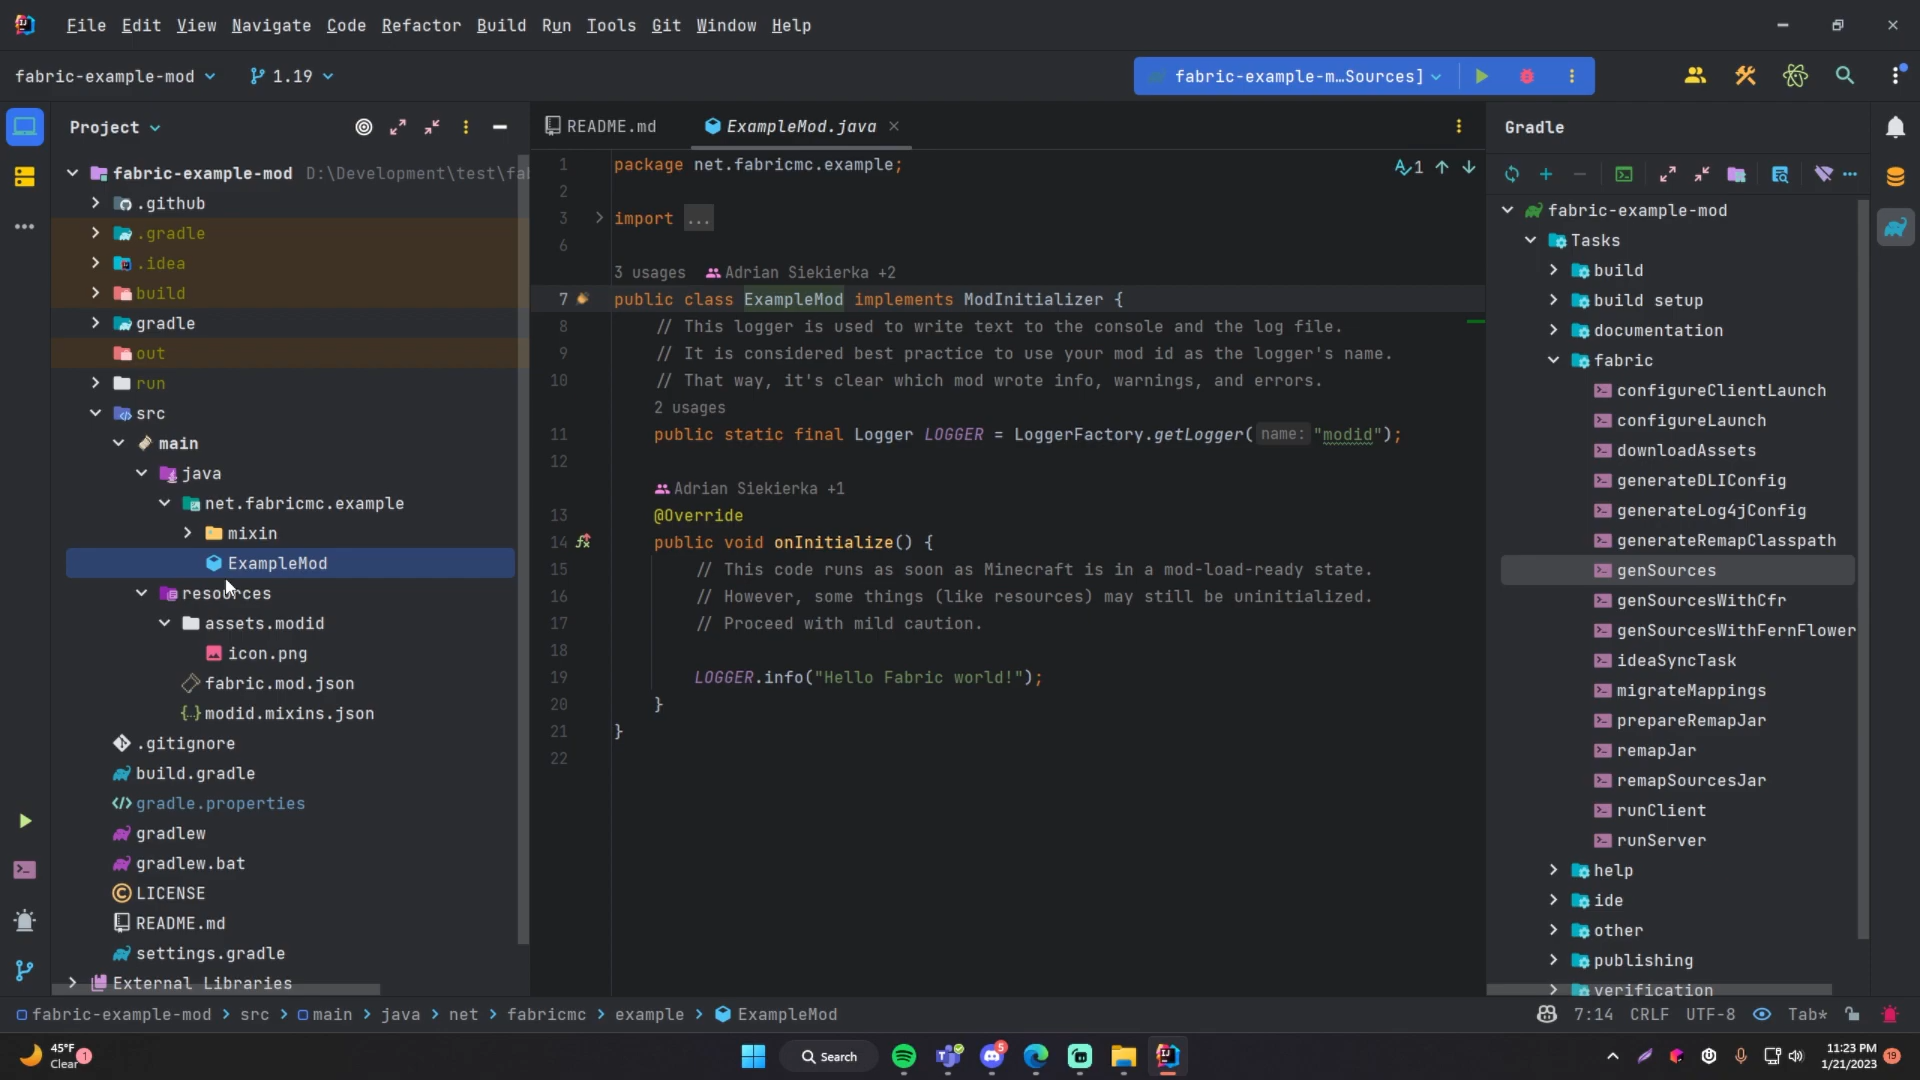 File Edit View Navigate Code Refactor Build Run Tools Git Window Help
fabric-example-mod 1.19 fabric-example-m…Sources]
Project
fabric-example-mod D:\Development\test\fa
.github
.gradle
.idea
build
gradle
out
run
src
main
java
net.fabricmc.example
mixin
ExampleMod
resources
assets.modid
icon.png
fabric.mod.json
modid.mixins.json
.gitignore
build.gradle
gradle.properties
gradlew
gradlew.bat
LICENSE
README.md
settings.gradle
External Libraries
README.md ExampleMod.java
1 package net.fabricmc.example; 1
2
3 import ...
6
3 usages Adrian Siekierka +2
7 public class ExampleMod implements ModInitializer {
8 // This logger is used to write text to the console and the log file.
9 // It is considered best practice to use your mod id as the logger's name.
10 // That way, it's clear which mod wrote info, warnings, and errors.
2 usages
11 public static final Logger LOGGER = LoggerFactory.getLogger( name: "modid");
12
Adrian Siekierka +1
13 @Override
14 public void onInitialize() {
15 // This code runs as soon as Minecraft is in a mod-load-ready state.
16 // However, some things (like resources) may still be uninitialized.
17 // Proceed with mild caution.
18
19 LOGGER.info("Hello Fabric world!");
20 }
21 }
22
Gradle
fabric-example-mod
Tasks
build
build setup
documentation
fabric
configureClientLaunch
configureLaunch
downloadAssets
generateDLIConfig
generateLog4jConfig
generateRemapClasspath
genSources
genSourcesWithCfr
genSourcesWithFernFlower
ideaSyncTask
migrateMappings
prepareRemapJar
remapJar
remapSourcesJar
runClient
runServer
help
ide
other
publishing
verification
fabric-example-mod > src > main > java > net > fabricmc > example > ExampleMod 7:14 CRLF UTF-8 Tab*
45°F
Clear
1
Search
5
11:23 PM
1/21/2023
19